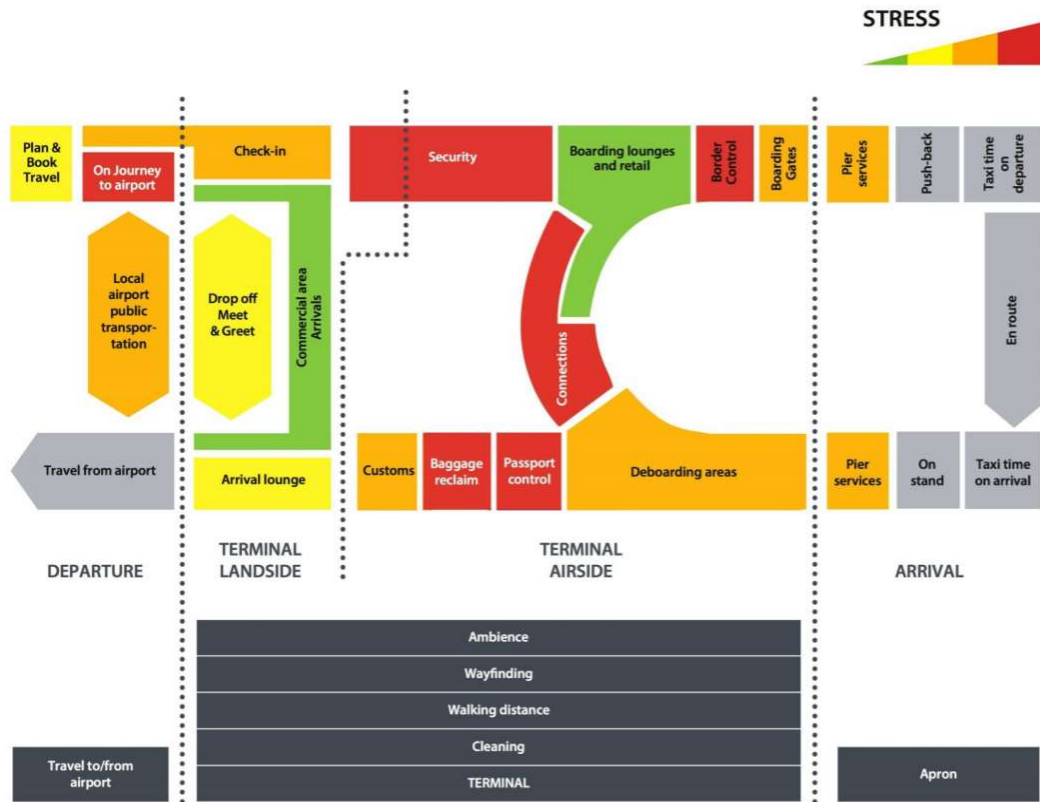 STRESS
Plan &
Book
Travel
On Journey
to airport
Check-in
Security
Boarding lounges
and retail
Border
Control
Boarding
Gates
Pier
services
Push-back
Taxi time
on
departure
Local
airport
public
transpor-
tation
Drop off
Meet
& Greet
Commercial area
Arrivals
Connections
En route
Travel from airport
Arrival lounge
Customs
Baggage
reclaim
Passport
control
Deboarding areas
Pier
services
On
stand
Taxi time
on arrival
DEPARTURE
TERMINAL
LANDSIDE
TERMINAL
AIRSIDE
ARRIVAL
Ambience
Wayfinding
Walking distance
Cleaning
TERMINAL
Travel to/from
airport
Apron